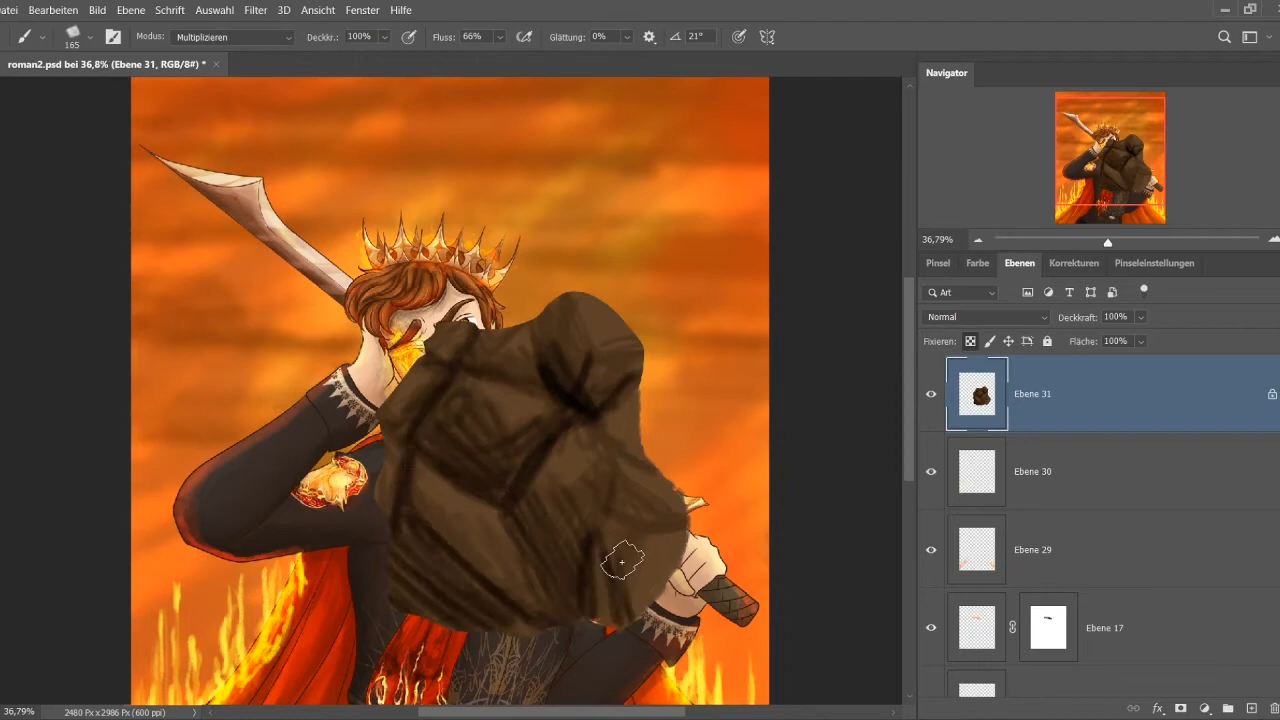 Datei Bearbeiten Bild Ebene Schrift Auswahl Filter 3D Ansicht Fenster Hilfe
165 Modus: Multiplizieren Deckkr.: 100% Fluss: 66% Glättung: 0% 21°
roman2.psd bei 36,8% (Ebene 31, RGB/8#) *
Navigator
36,79%
Pinsel Farbe Ebenen Korrekturen Pinseleinstellungen
Art
Normal Deckkraft: 100%
Fixieren: Fläche: 100%
Ebene 31
Ebene 30
Ebene 29
Ebene 17
fx
36,79% 2480 Px x 2986 Px (600 ppi)